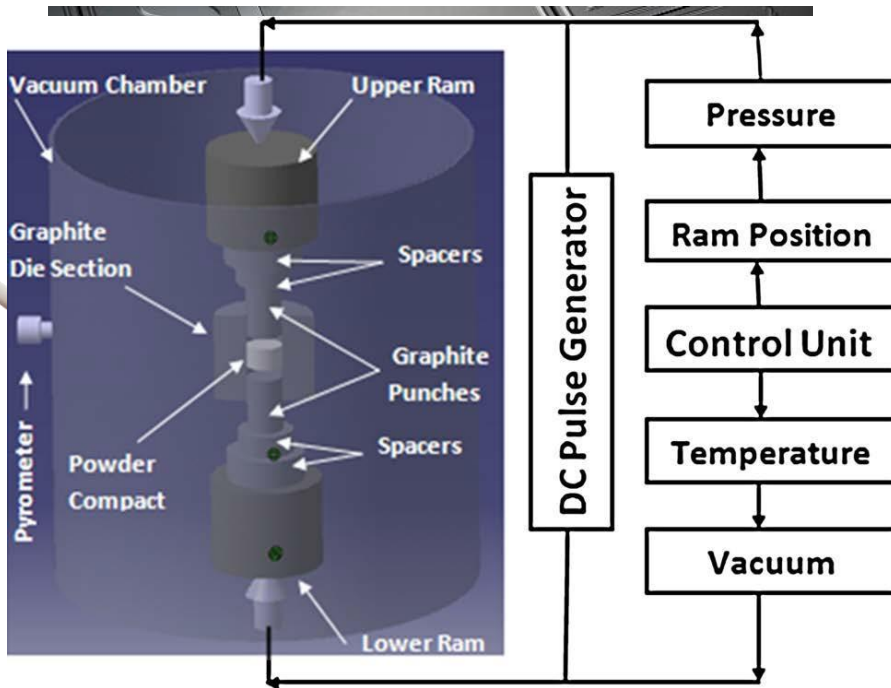 Vacuum Chamber
Upper Ram
Graphite
Die Section
Spacers
Graphite
Punches
Spacers
Powder
Compact
Pyrometer
Lower Ram
DC Pulse Generator
Pressure
Ram Position
Control Unit
Temperature
Vacuum